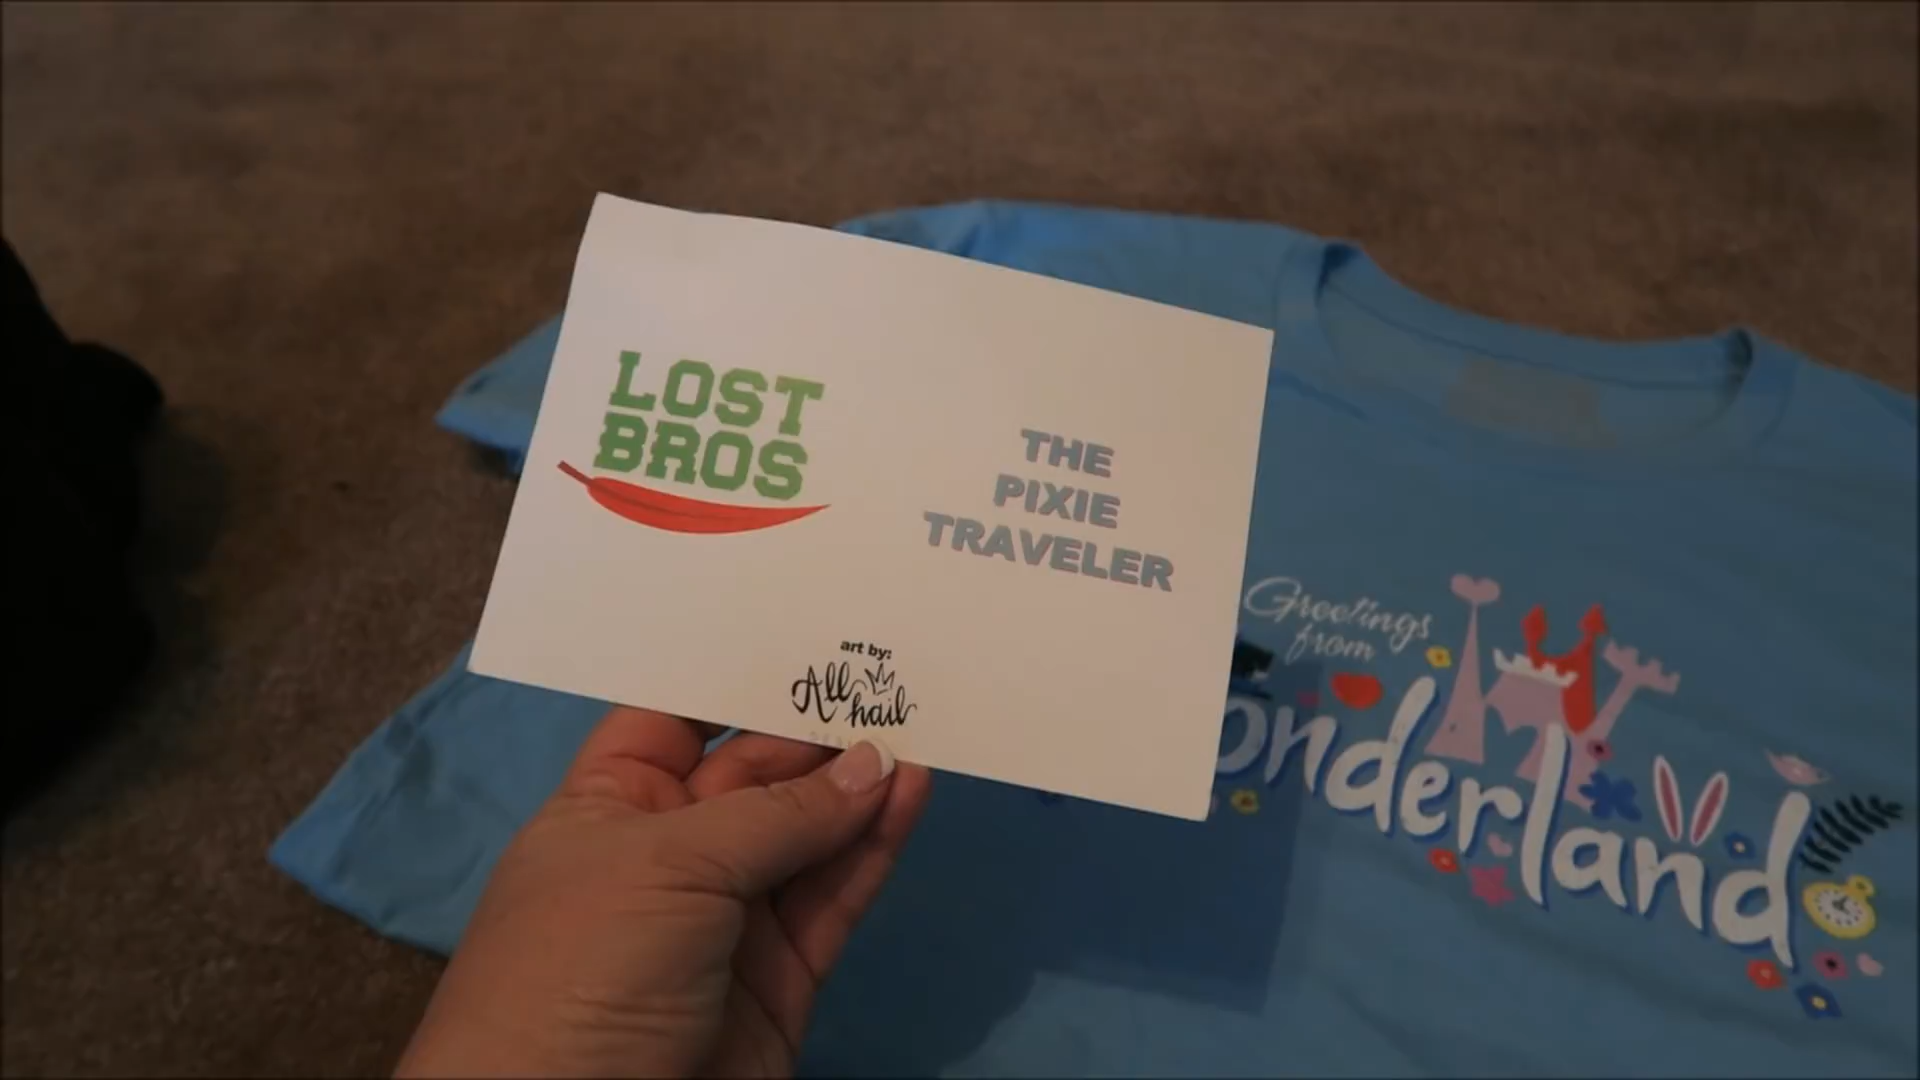 LOST
BROS
THE
PIXIE
TRAVELER
art by:
All
hail
Greetings
from
onderland